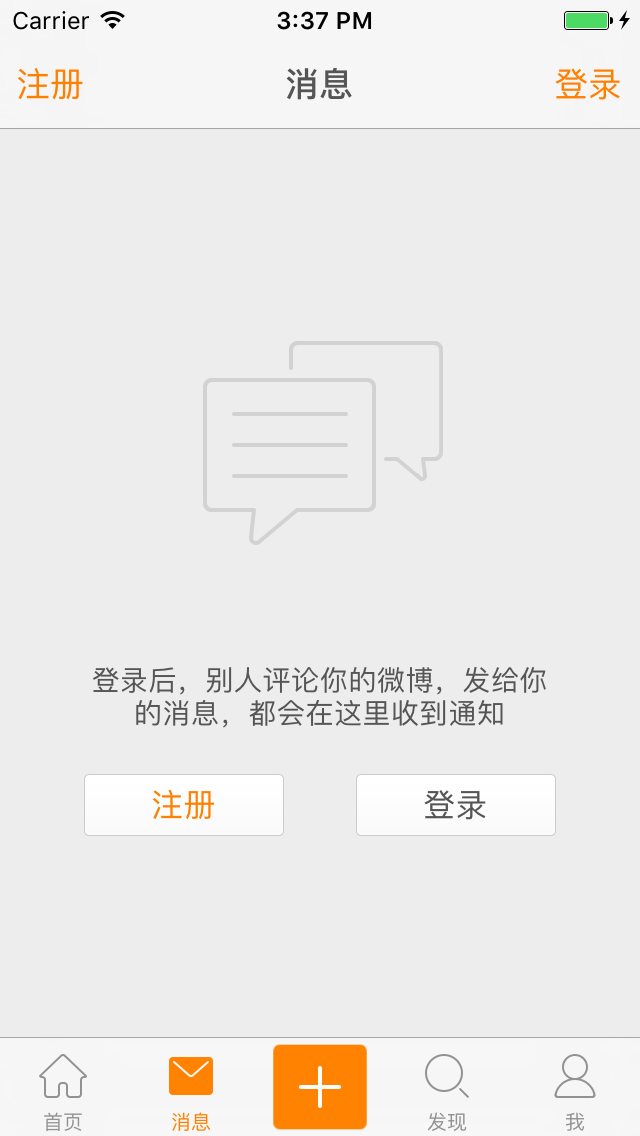 Carrier 3:37 PM
注册 消息 登录
登录后，别人评论你的微博，发给你
的消息，都会在这里收到通知
注册 登录
首页 消息 发现 我